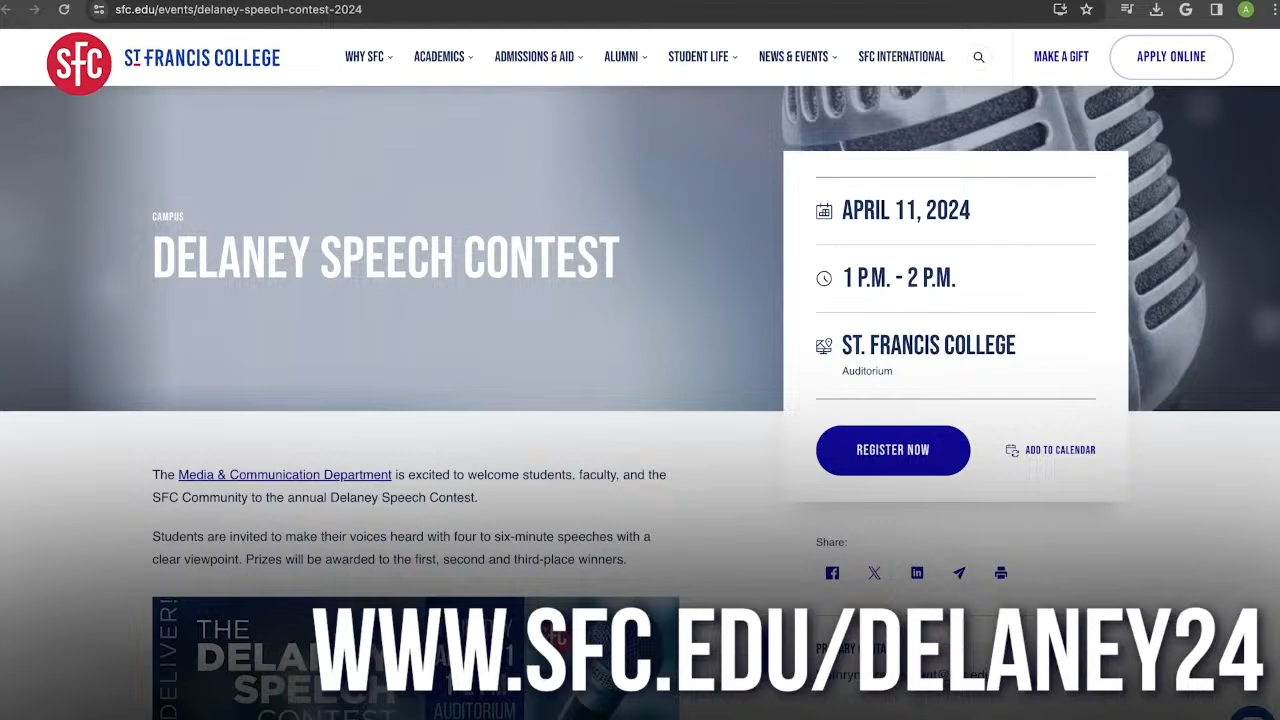 sfc.edu/events/delaney-speech-contest-2024
A
SFC
ST FRANCIS COLLEGE
WHY SFC
ACADEMICS
ADMISSIONS & AID
ALUMNI
STUDENT LIFE
NEWS & EVENTS
SFC INTERNATIONAL
MAKE A GIFT
APPLY ONLINE
CAMPUS
DELANEY SPEECH CONTEST
APRIL 11, 2024
1 P.M. - 2 P.M.
ST. FRANCIS COLLEGE
Auditorium
REGISTER NOW
ADD TO CALENDAR
The Media & Communication Department is excited to welcome students, faculty, and the
SFC Community to the annual Delaney Speech Contest.
Students are invited to make their voices heard with four to six-minute speeches with a
clear viewpoint. Prizes will be awarded to the first, second and third-place winners.
Share:
DELIVER!
THE
SPEECH
CONTEST
AUDITORIUM
WWW.SFC.EDU/DELANEY24